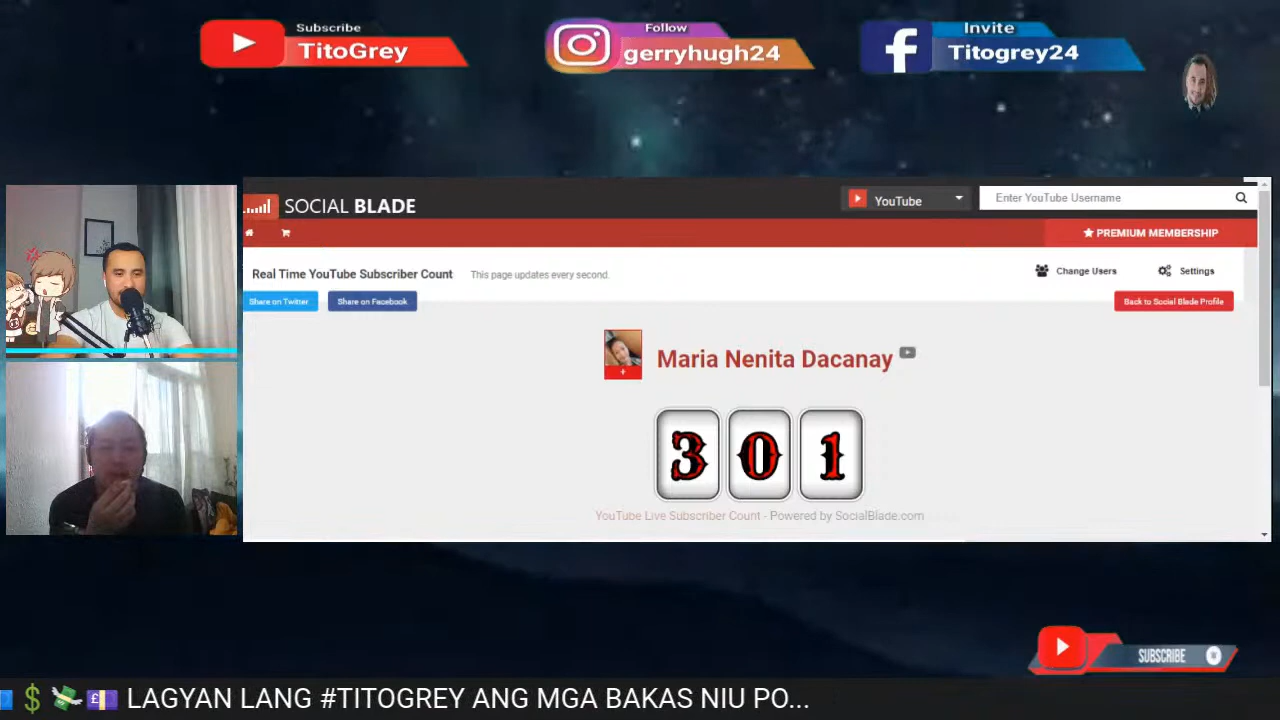 Subscribe
TitoGrey
Follow
gerryhugh24
Invite
Titogrey24
SOCIAL BLADE
YouTube
Enter YouTube Username
PREMIUM MEMBERSHIP
Real Time YouTube Subscriber Count
This page updates every second.
Change Users
Settings
Share on Twitter
Share on Facebook
Back to Social Blade Profile
+
Maria Nenita Dacanay
301
YouTube Live Subscriber Count - Powered by SocialBlade.com
SUBSCRIBE
$ LAGYAN LANG #TITOGREY ANG MGA BAKAS NIU PO...